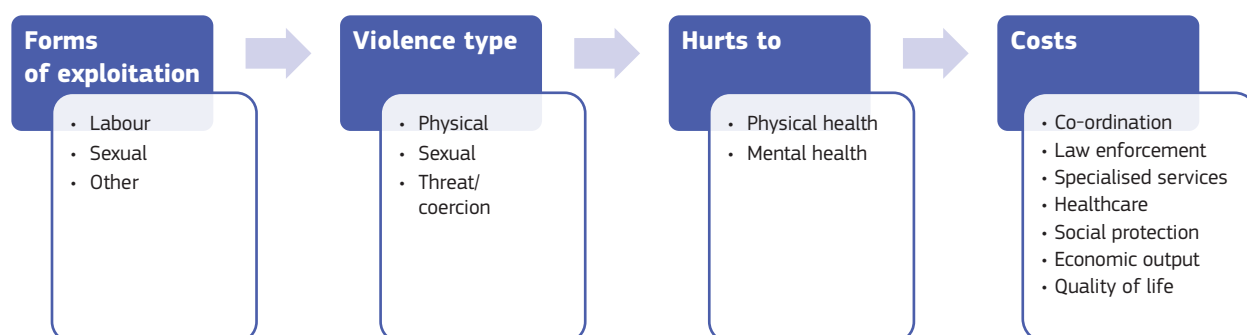 Forms
of exploitation
• Labour
• Sexual
• Other
Violence type
• Physical
• Sexual
• Threat/
coercion
Hurts to
• Physical health
• Mental health
Costs
• Co-ordination
• Law enforcement
• Specialised services
• Healthcare
• Social protection
• Economic output
• Quality of life